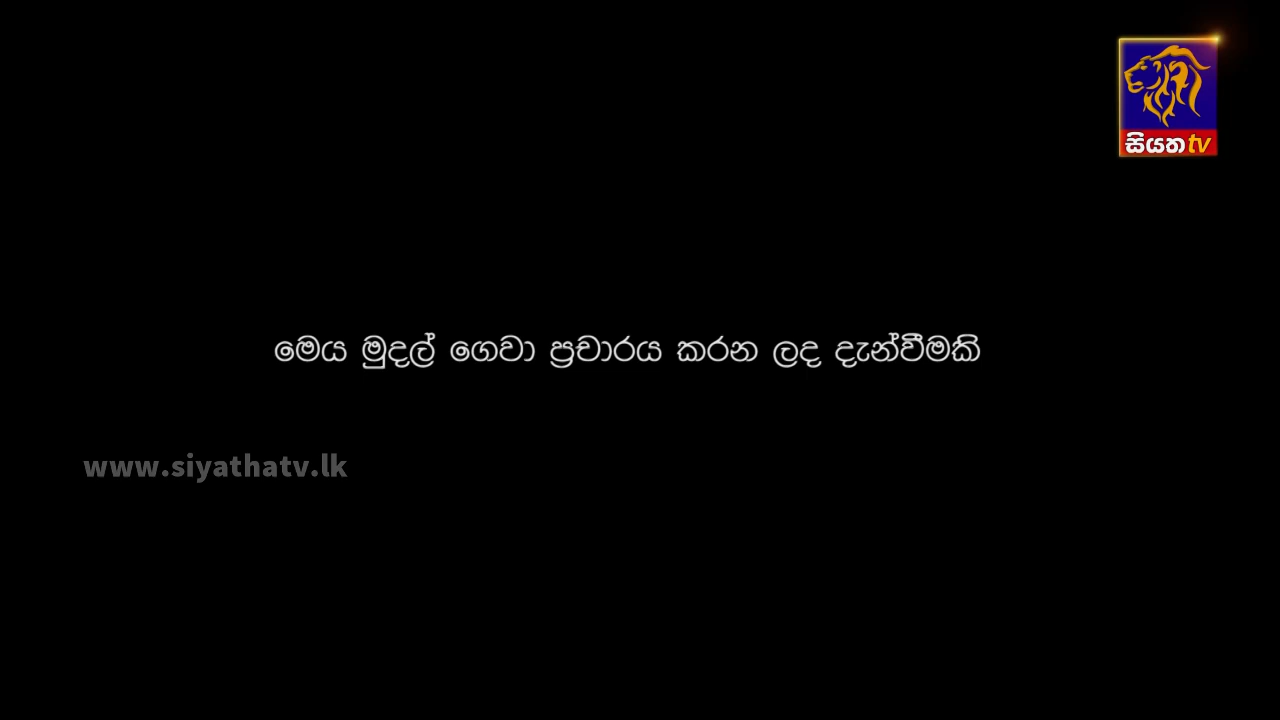 සියත tv
මෙය මුදල් ගෙවා ප්‍රචාරය කරන ලද දැන්වීමකි
www.siyathatv.lk